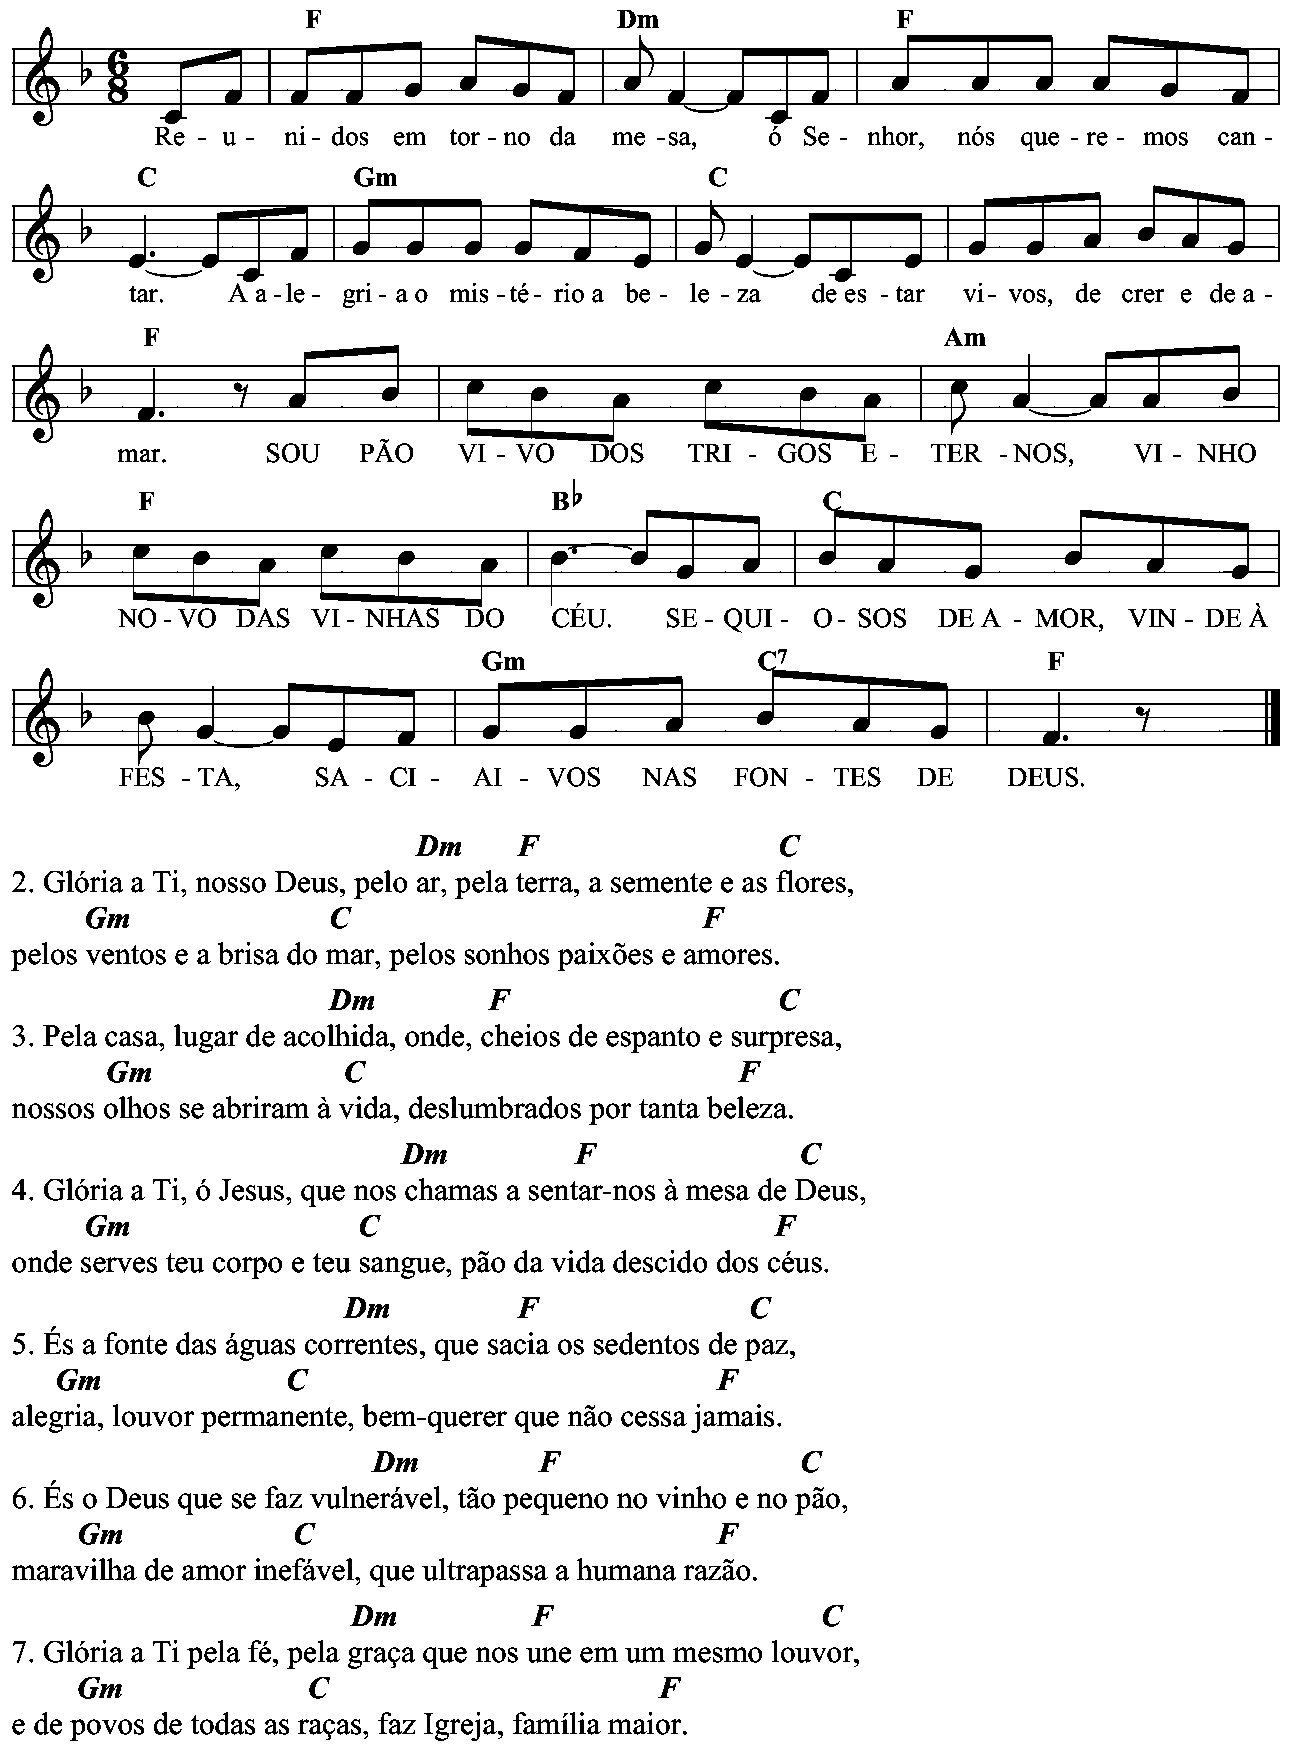 F Dm F
6
8
Re - u - ni - dos em tor - no da me - sa, ó Se - nhor, nós que - re - mos can -
C Gm C
tar. A a - le - gri - a o mis - té - rio a be - le - za de es - tar vi - vos, de crer e de a -
F Am
mar. SOU PÃO VI - VO DOS TRI - GOS E - TER - NOS, VI - NHO
F B♭ C
NO - VO DAS VI - NHAS DO CÉU. SE - QUI - O - SOS DE A - MOR, VIN - DE À
Gm C7 F
FES - TA, SA - CI - AI - VOS NAS FON - TES DE DEUS.
Dm F C
2. Glória a Ti, nosso Deus, pelo ar, pela terra, a semente e as flores,
Gm C F
pelos ventos e a brisa do mar, pelos sonhos paixões e amores.
Dm F C
3. Pela casa, lugar de acolhida, onde, cheios de espanto e surpresa,
Gm C F
nossos olhos se abriram à vida, deslumbrados por tanta beleza.
Dm F C
4. Glória a Ti, ó Jesus, que nos chamas a sentar-nos à mesa de Deus,
Gm C F
onde serves teu corpo e teu sangue, pão da vida descido dos céus.
Dm F C
5. És a fonte das águas correntes, que sacia os sedentos de paz,
Gm C F
alegria, louvor permanente, bem-querer que não cessa jamais.
Dm F C
6. És o Deus que se faz vulnerável, tão pequeno no vinho e no pão,
Gm C F
maravilha de amor inefável, que ultrapassa a humana razão.
Dm F C
7. Glória a Ti pela fé, pela graça que nos une em um mesmo louvor,
Gm C F
e de povos de todas as raças, faz Igreja, família maior.